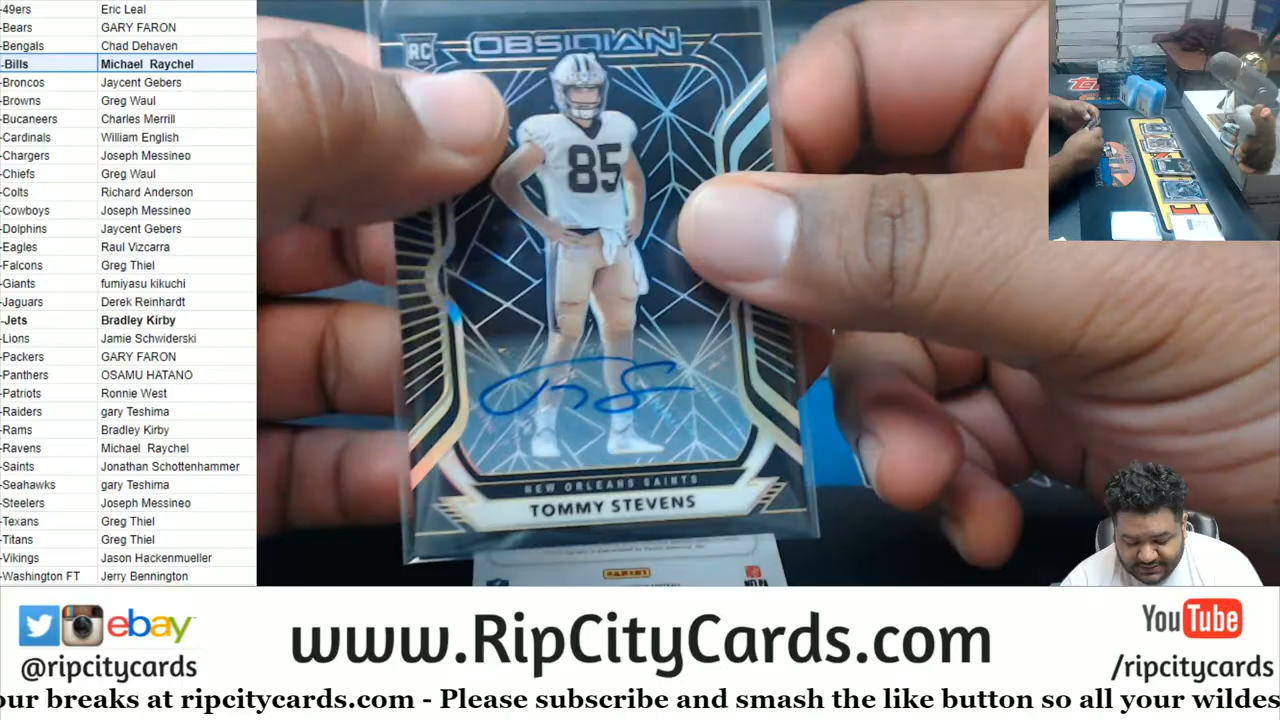 -49ers Eric Leal
-Bears GARY FARON
-Bengals Chad Dehaven
-Bills Michael Raychel
-Broncos Jaycent Gebers
-Browns Greg Waul
-Bucaneers Charles Merrill
-Cardinals William English
-Chargers Joseph Messineo
-Chiefs Greg Waul
-Colts Richard Anderson
-Cowboys Joseph Messineo
-Dolphins Jaycent Gebers
-Eagles Raul Vizcarra
-Falcons Greg Thiel
-Giants fumiyasu kikuchi
-Jaguars Derek Reinhardt
-Jets Bradley Kirby
-Lions Jamie Schwiderski
-Packers GARY FARON
-Panthers OSAMU HATANO
-Patriots Ronnie West
-Raiders gary Teshima
-Rams Bradley Kirby
-Ravens Michael Raychel
-Saints Jonathan Schottenhammer
-Seahawks gary Teshima
-Steelers Joseph Messineo
-Texans Greg Thiel
-Titans Greg Thiel
-Vikings Jason Hackenmueller
-Washington FT Jerry Bennington
RC
OBSIDIAN
85
NEW ORLEANS SAINTS
TOMMY STEVENS
PANINI
NFLPA
ebay
@ripcitycards
www.RipCityCards.com
YouTube
/ripcitycards
our breaks at ripcitycards.com - Please subscribe and smash the like button so all your wildes